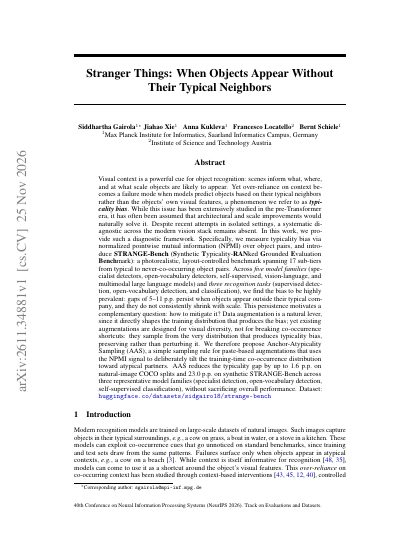 arXiv:2611.34881v1 [cs.CV] 25 Nov 2026
Stranger Things: When Objects Appear Without
Their Typical Neighbors
Siddhartha Gairola¹* Jiahao Xie¹ Anna Kukleva¹ Francesco Locatello² Bernt Schiele¹
¹Max Planck Institute for Informatics, Saarland Informatics Campus, Germany
²Institute of Science and Technology Austria
Abstract
Visual context is a powerful cue for object recognition: scenes inform what, where,
and at what scale objects are likely to appear. Yet over-reliance on context be-
comes a failure mode when models predict objects based on their typical neighbors
rather than the objects' own visual features, a phenomenon we refer to as typi-
cality bias. While this issue has been extensively studied in the pre-Transformer
era, it has often been assumed that architectural and scale improvements would
naturally solve it. Despite recent attempts in isolated settings, a systematic di-
agnostic across the modern vision stack remains absent. In this work, we pro-
vide such a diagnostic framework. Specifically, we measure typicality bias via
normalized pointwise mutual information (NPMI) over object pairs, and intro-
duce STRANGE-Bench (Synthetic Typicality-RANked Grounded Evaluation
Benchmark): a photorealistic, layout-controlled benchmark spanning 17 sub-
tiers from typical to never-co-occurring object pairs. Across five model families (spe-
cialist detectors, open-vocabulary detectors, self-supervised, vision-language, and
multimodal large language models) and three recognition tasks (supervised detec-
tion, open-vocabulary detection, and classification), we find the bias to be highly
prevalent: gaps of 5–11 p.p. persist when objects appear outside their typical com-
pany, and they do not consistently shrink with scale. This persistence motivates a
complementary question: how to mitigate it? Data augmentation is a natural lever,
since it directly shapes the training distribution that produces the bias, yet existing
augmentations are designed for visual diversity, not for breaking co-occurrence
shortcuts: they sample from the very distribution that produces typicality bias,
preserving rather than perturbing it. We therefore propose Anchor-Atypicality
Sampling (AAS), a simple sampling rule for paste-based augmentations that uses
the NPMI signal to deliberately tilt the training-time co-occurrence distribution
toward atypical partners. AAS reduces the typicality gap by up to 1.6 p.p. on
natural-image COCO splits and 23.0 p.p. on synthetic STRANGE-Bench across
three representative model families (specialist detection, open-vocabulary detection,
self-supervised classification), without sacrificing overall performance. Dataset:
huggingface.co/datasets/sidgairo18/strange-bench
1 Introduction
Modern recognition models are trained on large-scale datasets of natural images. Such images capture
objects in their typical surroundings, e.g., a cow on grass, a boat in water, or a stove in a kitchen. These
models can exploit co-occurrence cues that go unnoticed on standard benchmarks, since training
and test sets draw from the same patterns. Failures surface only when objects appear in atypical
contexts, e.g., a cow on a beach [3]. While context is itself informative for recognition [48, 35],
models can come to use it as a shortcut around the object's visual features. This over-reliance on
co-occurring context has been studied through context-based interventions [43, 45, 12, 40], controlled
*Corresponding author: sgairola@mpi-inf.mpg.de
40th Conference on Neural Information Processing Systems (NeurIPS 2026). Track on Evaluations and Datasets.